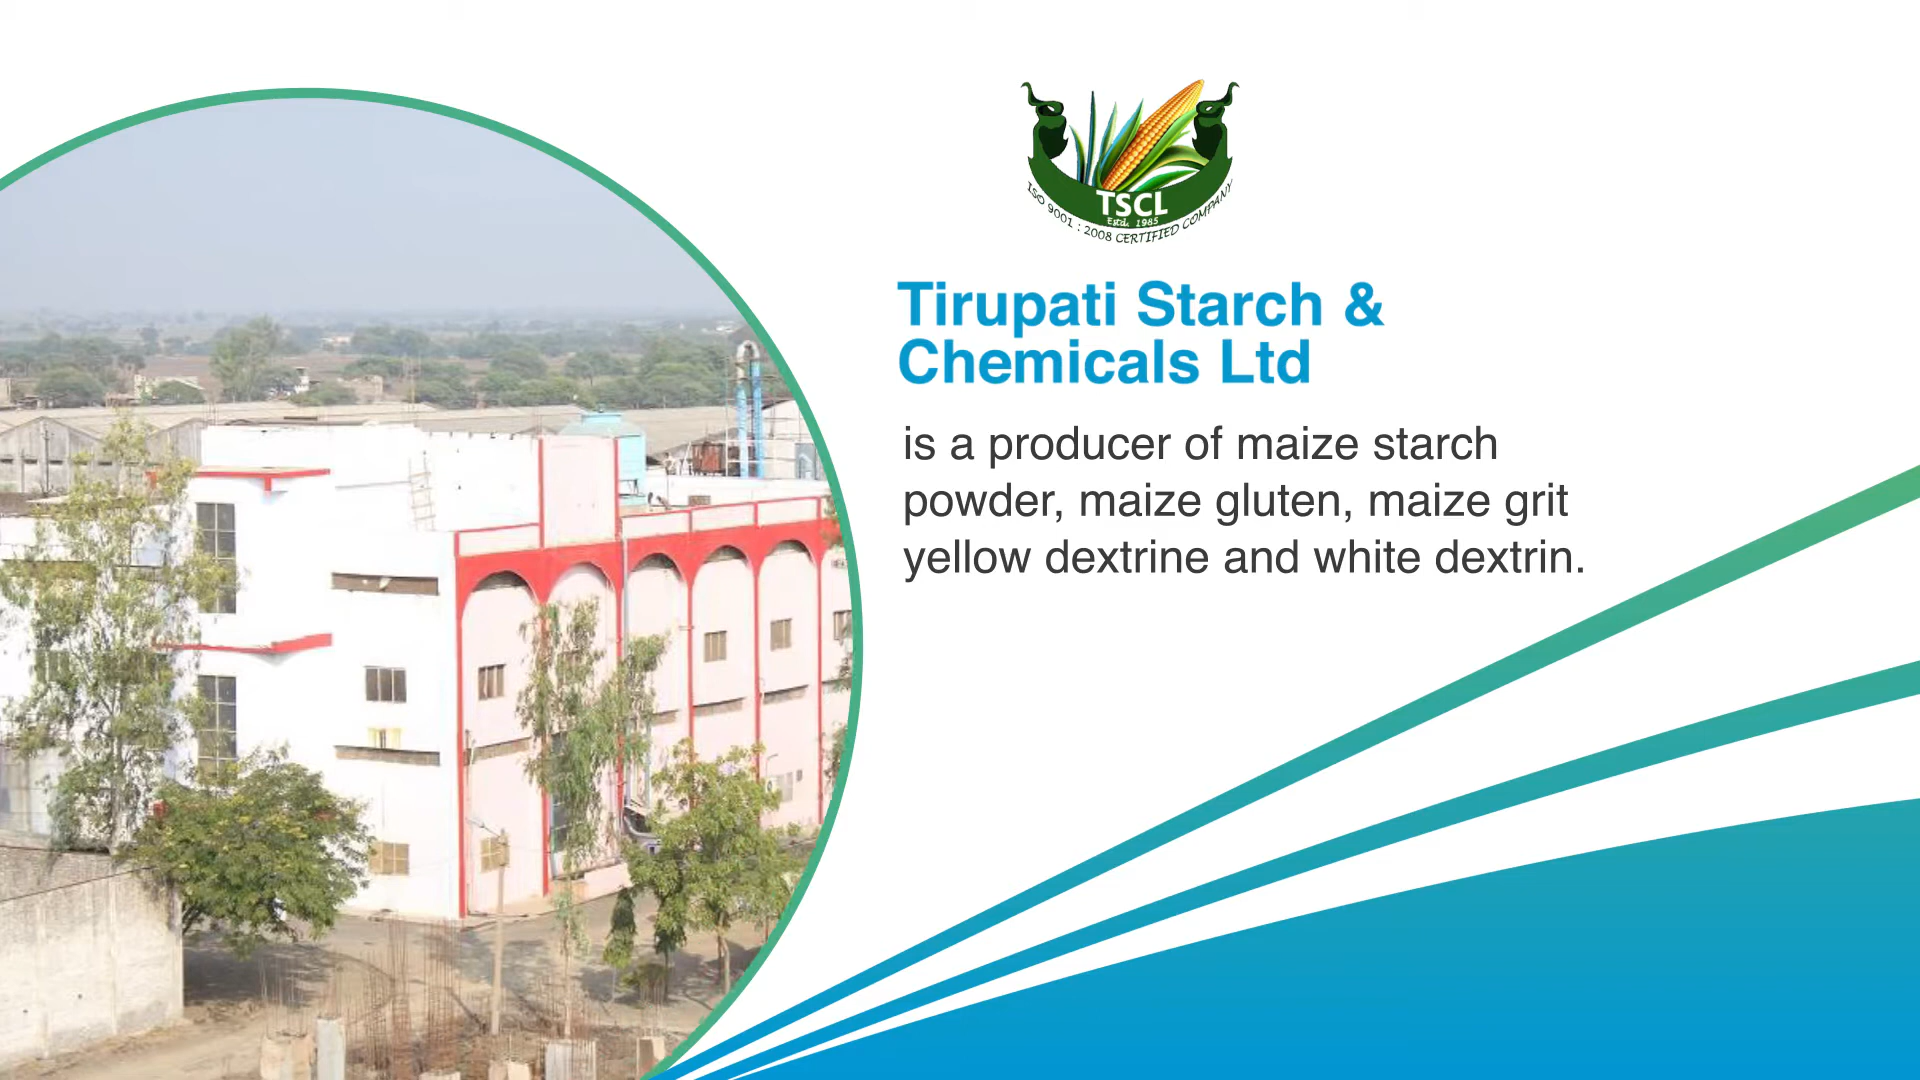 TSCL
Estd. 1985
ISO 9001 : 2008 CERTIFIED COMPANY
Tirupati Starch &
Chemicals Ltd
is a producer of maize starch
powder, maize gluten, maize grit
yellow dextrine and white dextrin.